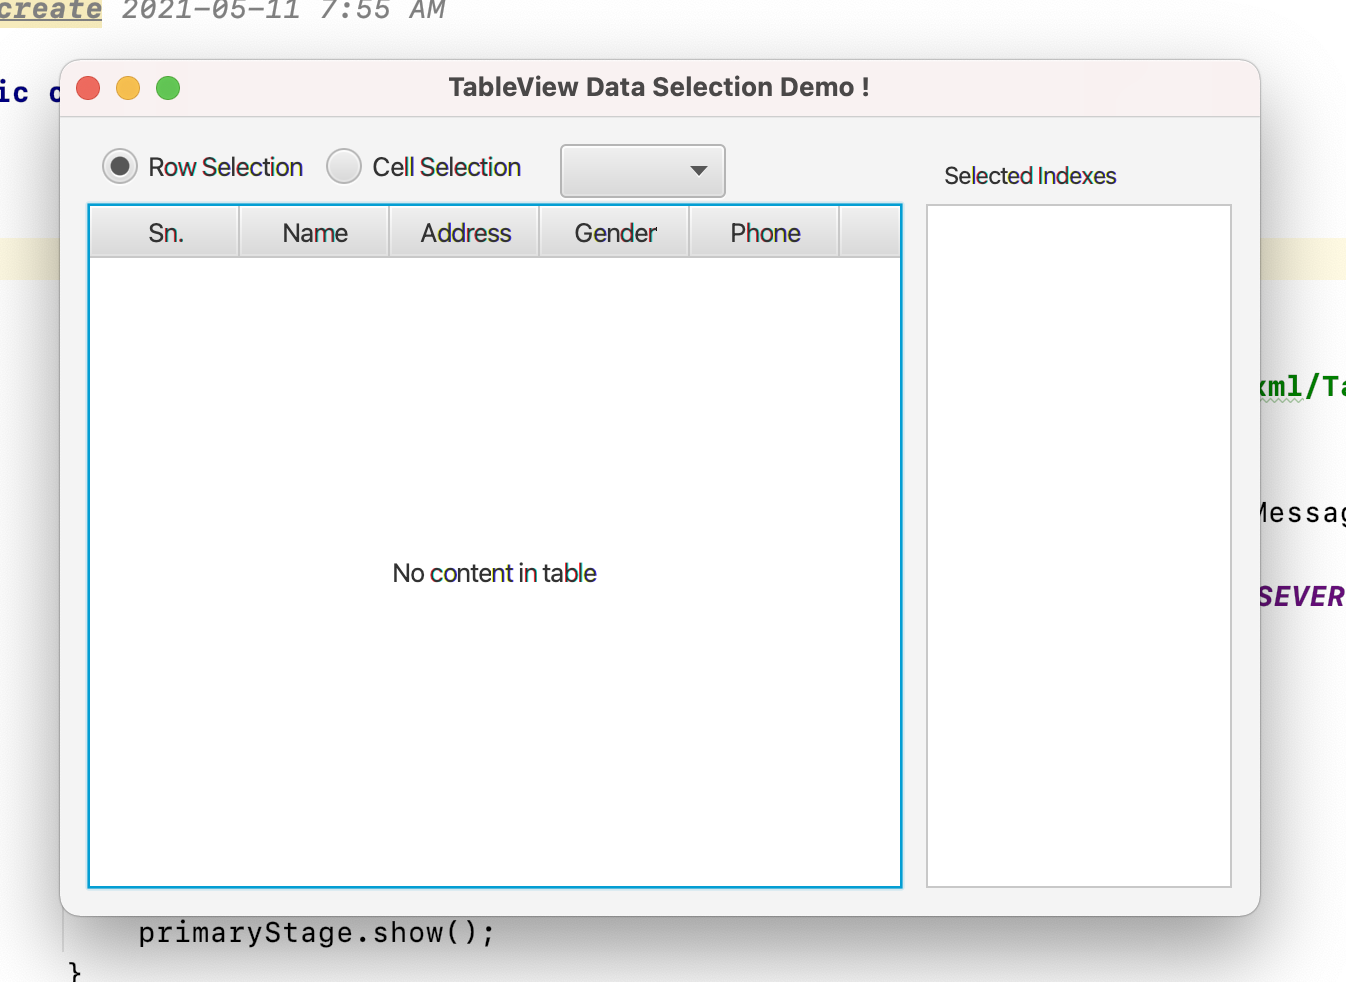 create 2021-05-11 7:55 AM
ic
TableView Data Selection Demo !
Row Selection Cell Selection
Selected Indexes
Sn. Name Address Gender Phone
xml/Ta
Messag
No content in table
SEVER
primaryStage.show();
}